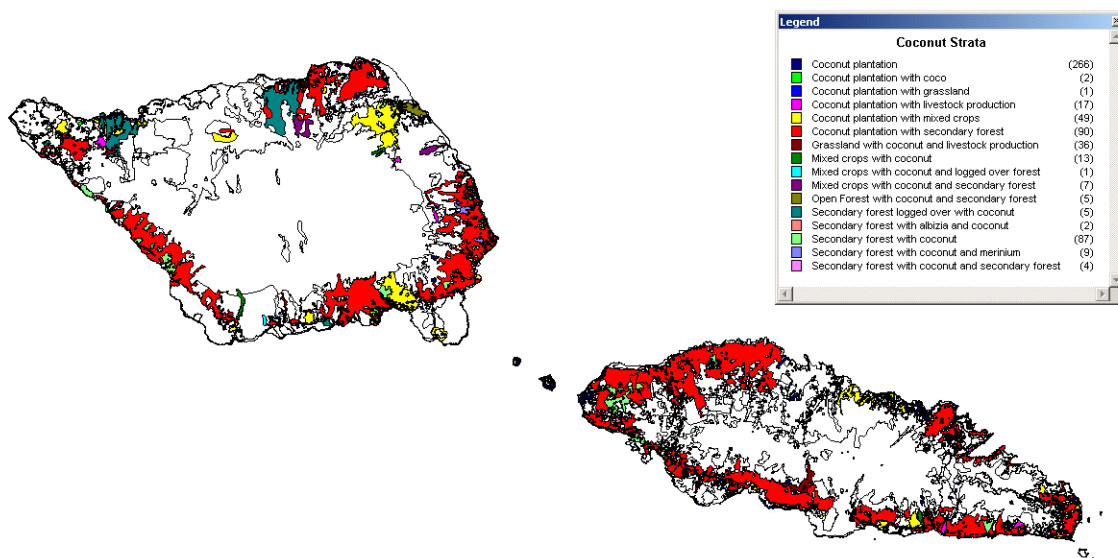 Legend
Coconut Strata
Coconut plantation (266)
Coconut plantation with coco (2)
Coconut plantation with grassland (1)
Coconut plantation with livestock production (17)
Coconut plantation with mixed crops (49)
Coconut plantation with secondary forest (90)
Grassland with coconut and livestock production (36)
Mixed crops with coconut (13)
Mixed crops with coconut and logged over forest (1)
Mixed crops with coconut and secondary forest (7)
Open Forest with coconut and secondary forest (5)
Secondary forest logged over with coconut (5)
Secondary forest with albizia and coconut (2)
Secondary forest with coconut (87)
Secondary forest with coconut and merinium (9)
Secondary forest with coconut and secondary forest (4)